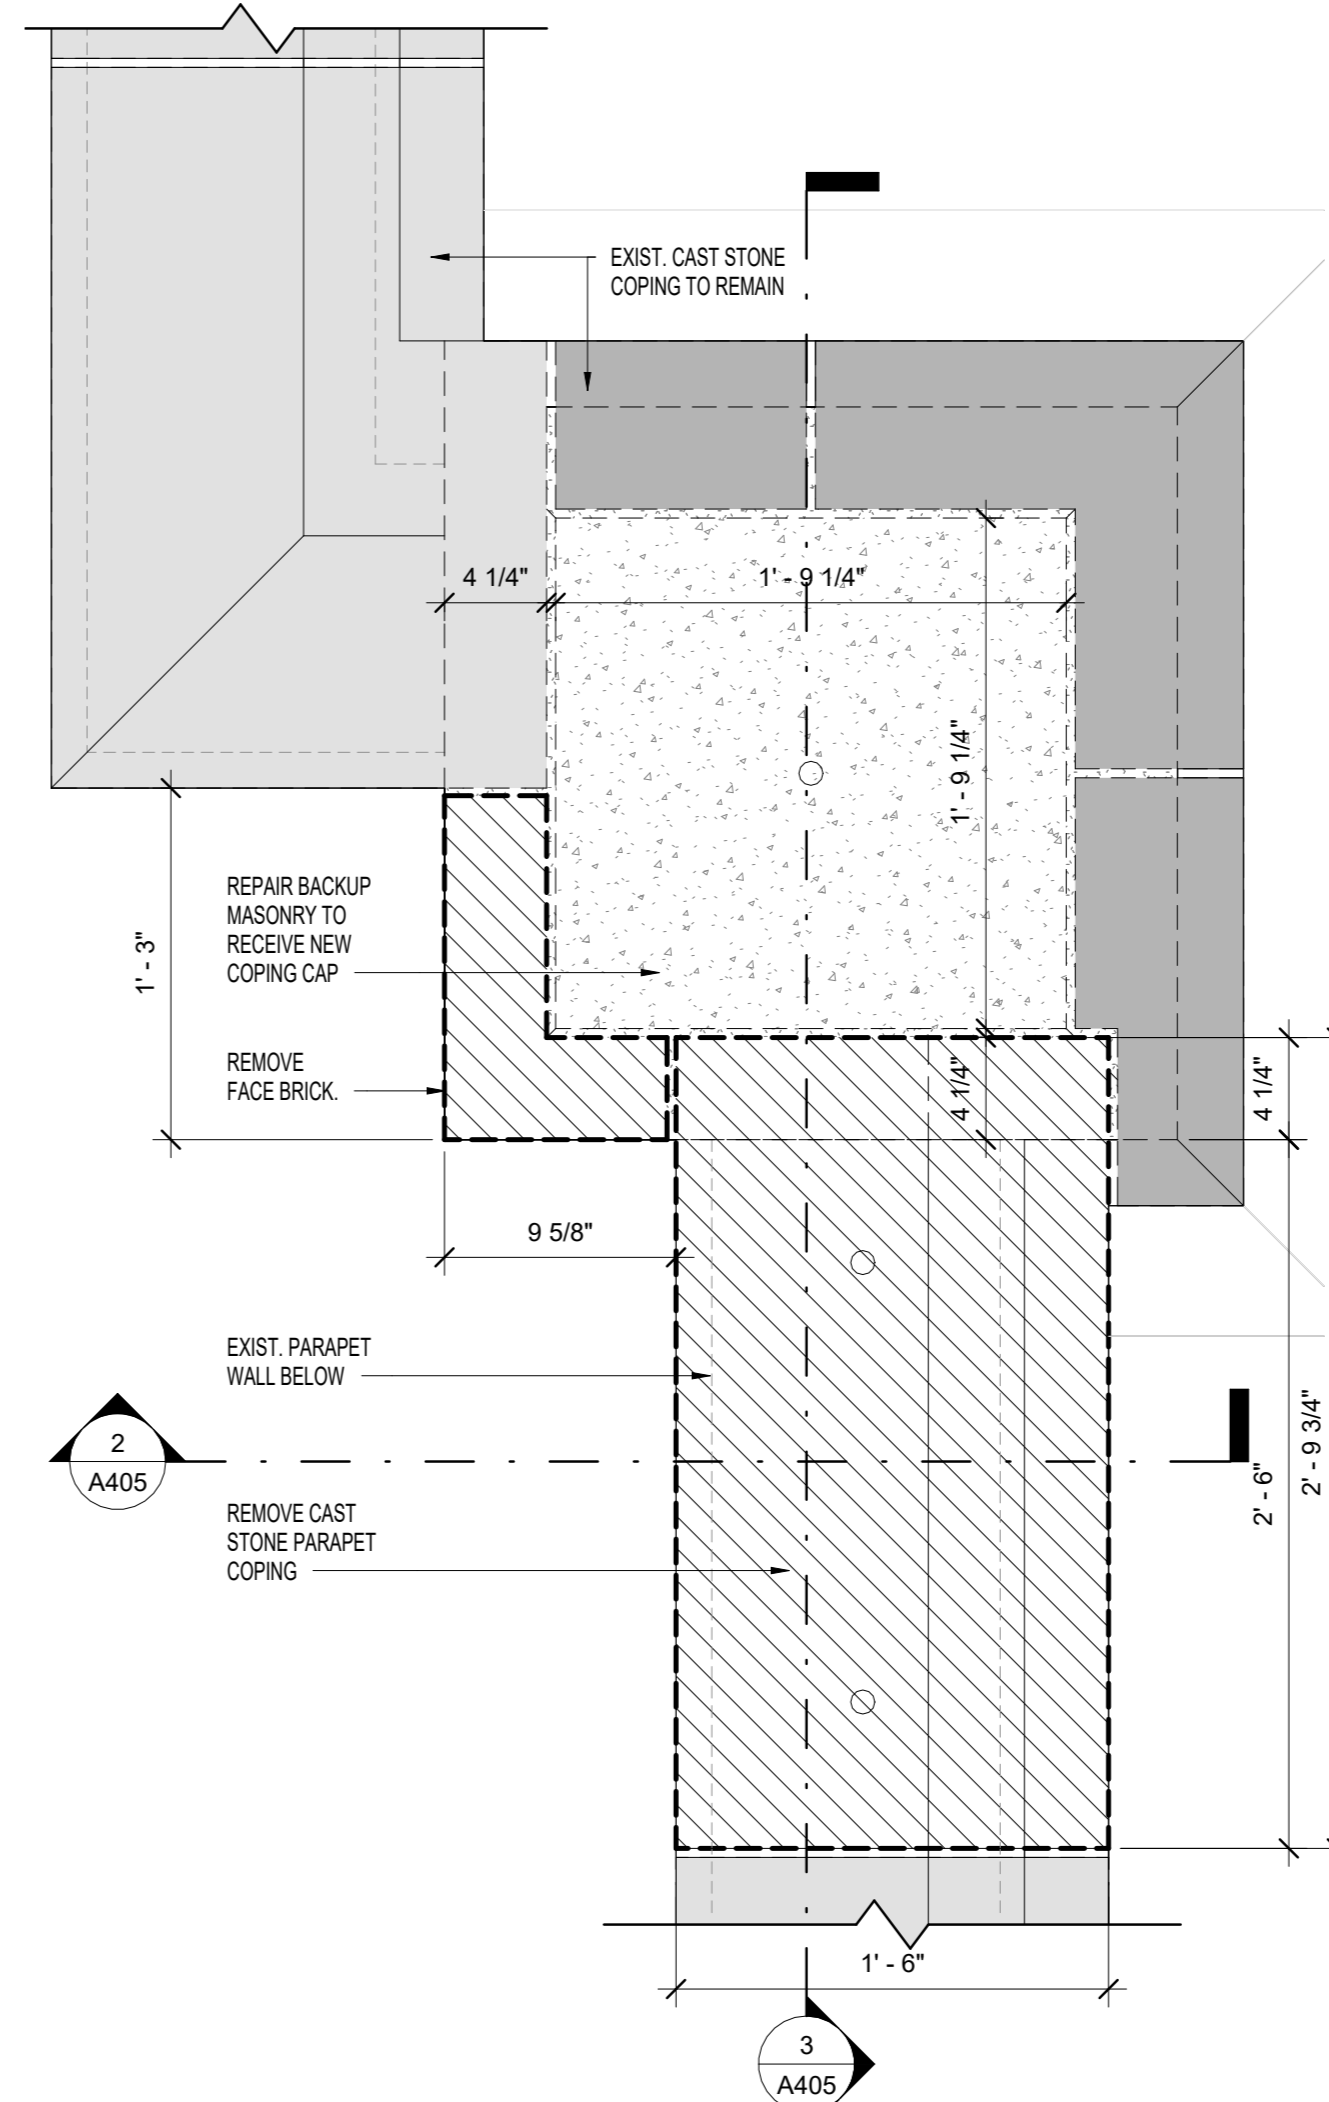 EXIST. CAST STONE
COPING TO REMAIN
4 1/4"
1' - 9 1/4"
1' - 9 1/4"
REPAIR BACKUP
MASONRY TO
RECEIVE NEW
COPING CAP
1' - 3"
REMOVE
FACE BRICK.
4 1/4"
4 1/4"
9 5/8"
EXIST. PARAPET
WALL BELOW
2
A405
2' - 6"
2' - 9 3/4"
REMOVE CAST
STONE PARAPET
COPING
1' - 6"
3
A405